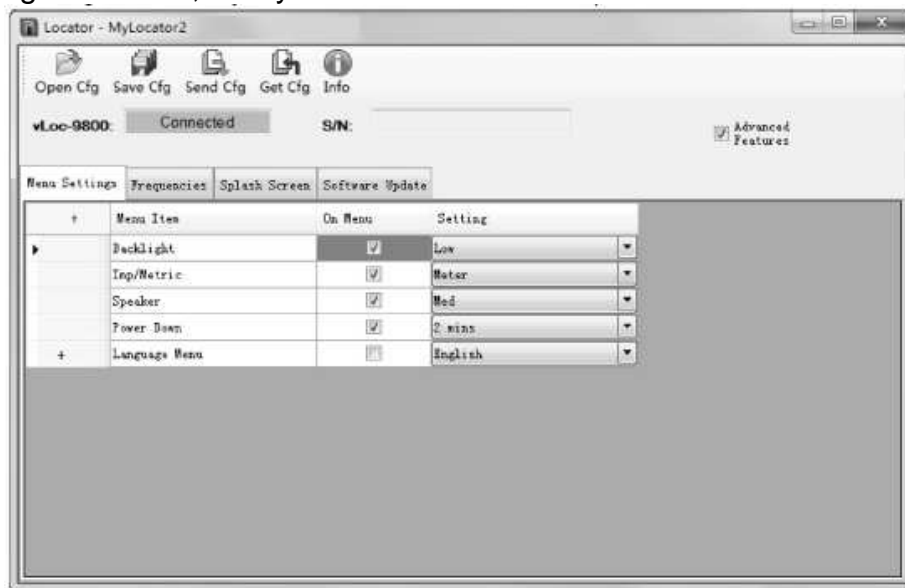 Locator - MyLocator2
Open Cfg Save Cfg Send Cfg Get Cfg Info
vLoc-9800: Connected S/N: Advanced
Features
Menu Settings Frequencies Splash Screen Software Update
Menu Item On Menu Setting
Backlight Low
Imp/Metric Meter
Speaker Med
Power Down 2 mins
+ Language Menu English